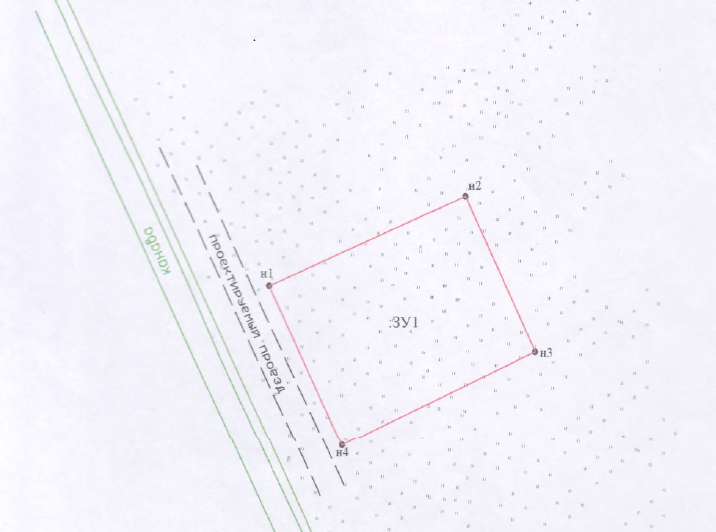 н2
канава
проектируемый проезд
н1
:ЗУ1
н3
н4